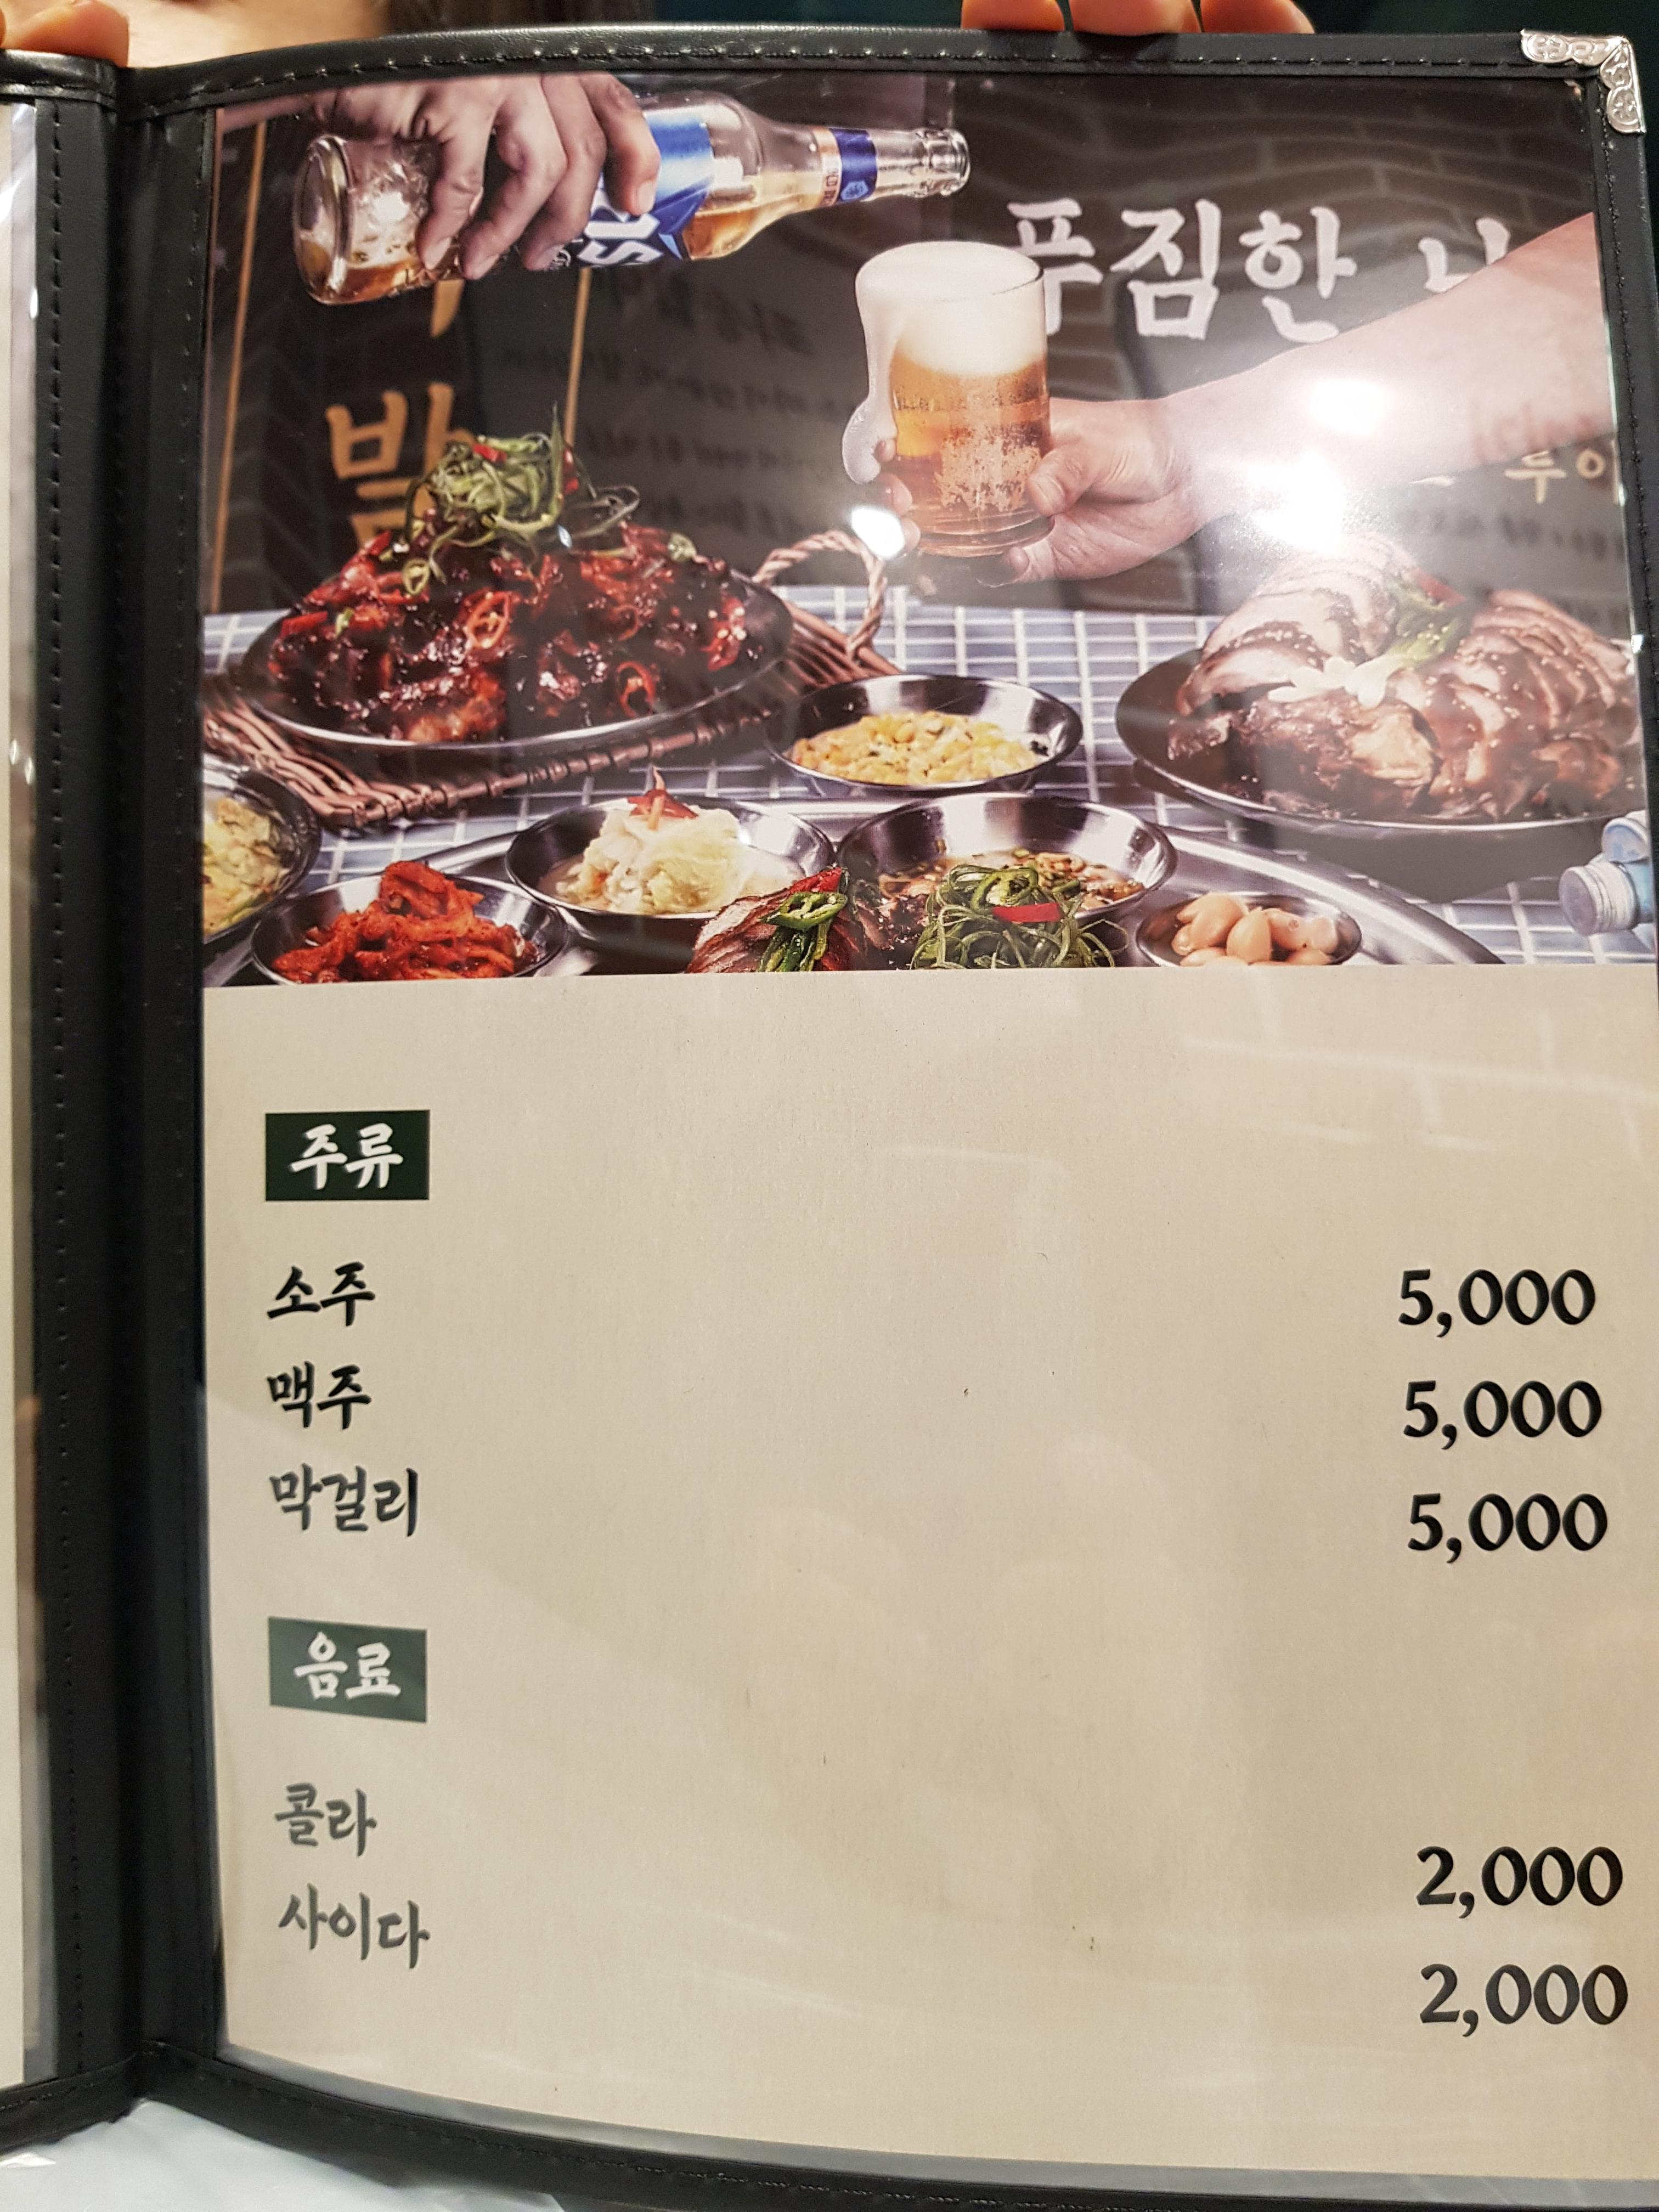 푸짐한
발
주류
소주 5,000
맥주 5,000
막걸리 5,000
음료
콜라 2,000
사이다 2,000